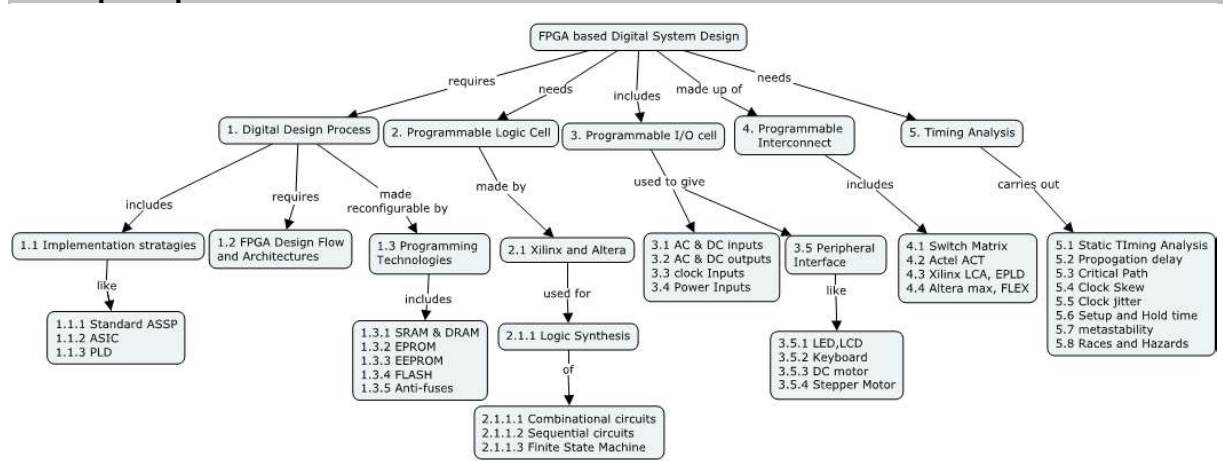 FPGA based Digital System Design
requires
needs
includes
made up of
needs
1. Digital Design Process
2. Programmable Logic Cell
3. Programmable I/O cell
4. Programmable
Interconnect
5. Timing Analysis
includes
requires
made
reconfigurable by
made by
used to give
includes
carries out
1.1 Implementation stratagies
1.2 FPGA Design Flow
and Architectures
1.3 Programming
Technologies
2.1 Xilinx and Altera
3.1 AC & DC inputs
3.2 AC & DC outputs
3.3 clock Inputs
3.4 Power Inputs
3.5 Peripheral
Interface
4.1 Switch Matrix
4.2 Actel ACT
4.3 Xilinx LCA, EPLD
4.4 Altera max, FLEX
5.1 Static TIming Analysis
5.2 Propogation delay
5.3 Critical Path
5.4 Clock Skew
5.5 Clock jitter
5.6 Setup and Hold time
5.7 metastability
5.8 Races and Hazards
like
includes
used for
like
1.1.1 Standard ASSP
1.1.2 ASIC
1.1.3 PLD
1.3.1 SRAM & DRAM
1.3.2 EPROM
1.3.3 EEPROM
1.3.4 FLASH
1.3.5 Anti-fuses
2.1.1 Logic Synthesis
3.5.1 LED,LCD
3.5.2 Keyboard
3.5.3 DC motor
3.5.4 Stepper Motor
of
2.1.1.1 Combinational circuits
2.1.1.2 Sequential circuits
2.1.1.3 Finite State Machine